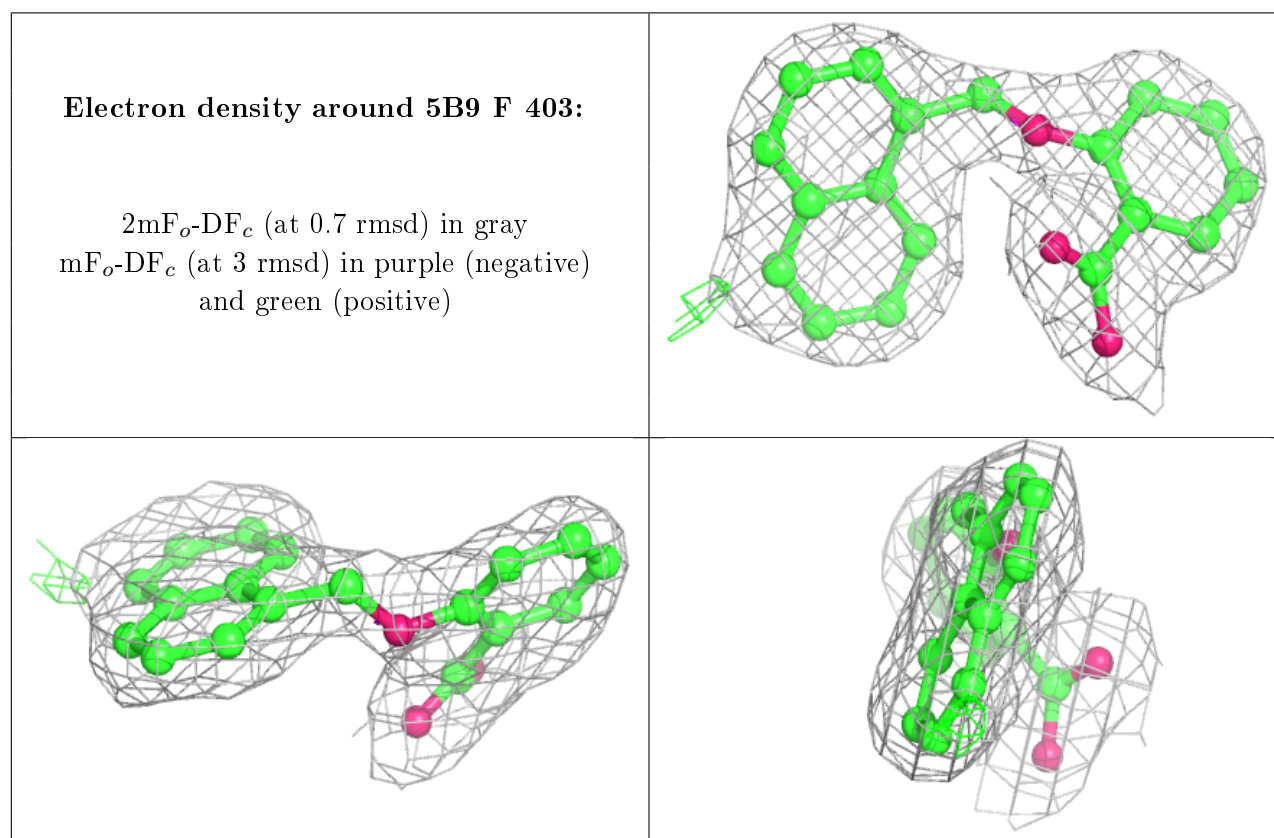 Electron density around 5B9 F 403:
2mFₒ-DF𝒸 (at 0.7 rmsd) in gray
mFₒ-DF𝒸 (at 3 rmsd) in purple (negative)
and green (positive)